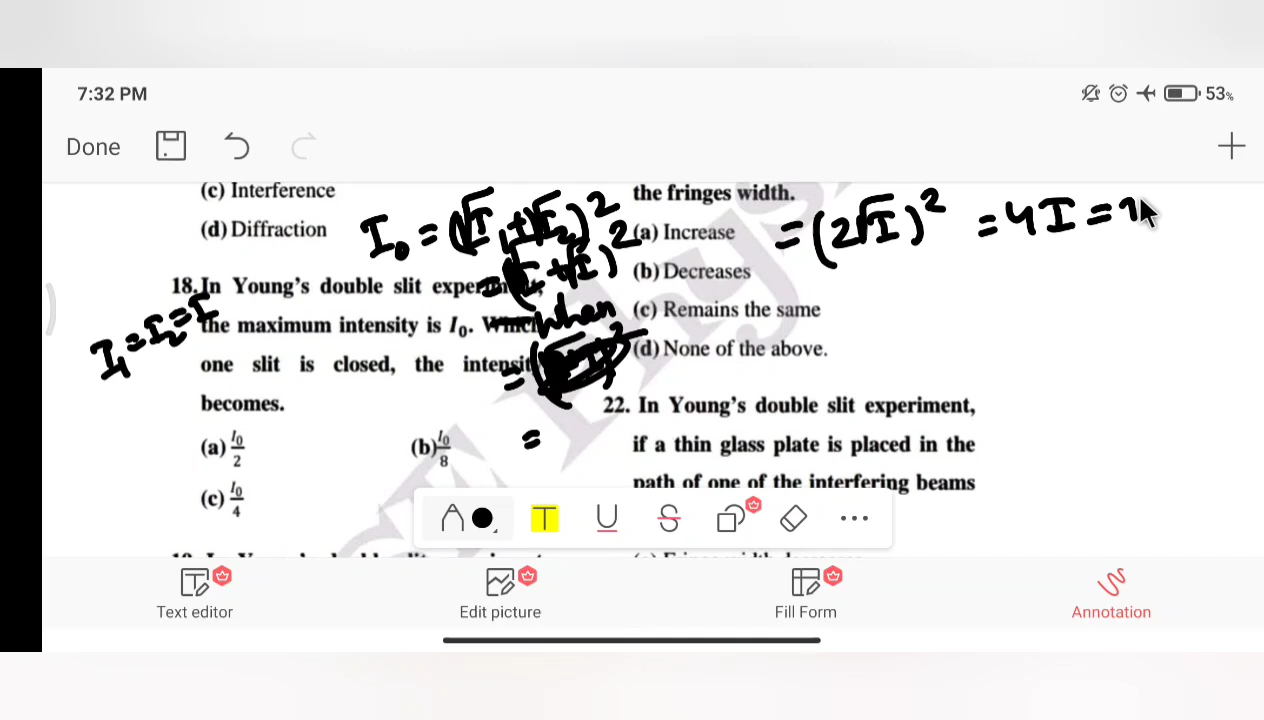 7:32 PM
53%
Done
(c) Interference
(d) Diffraction
I₀ = (√I₁+√I₂)²
= (√I +√I)²
=
=
18.In Young's double slit
the maximum intensity is I₀. when
one slit is closed, the
becomes.
I₁=I₂=I
(a) I₀/2
(b) I₀/8
(c) I₀/4
the fringes width.
= (2√I)² = 4I =
(a) Increase
(b) Decreases
(c) Remains the same
(d) None of the above.
22. In Young's double slit experiment,
if a thin glass plate is placed in the
path of one of the interfering beams
T U S
Text editor
Edit picture
Fill Form
Annotation